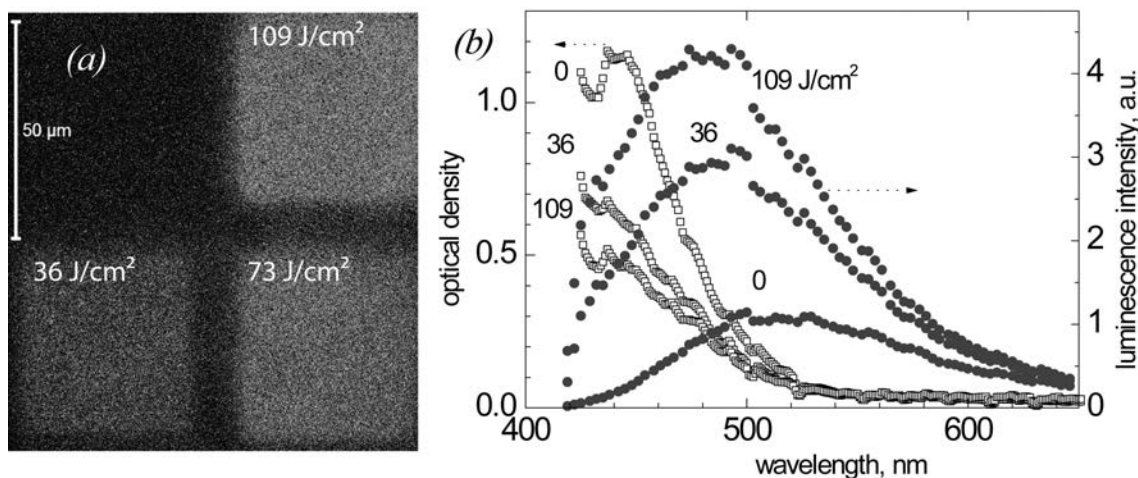 (a)
109 J/cm²
50 µm
36 J/cm²
73 J/cm²
(b)
0
36
109
109 J/cm²
36
0
optical density
0.0
0.5
1.0
luminescence intensity, a.u.
0
1
2
3
4
400
500
600
wavelength, nm